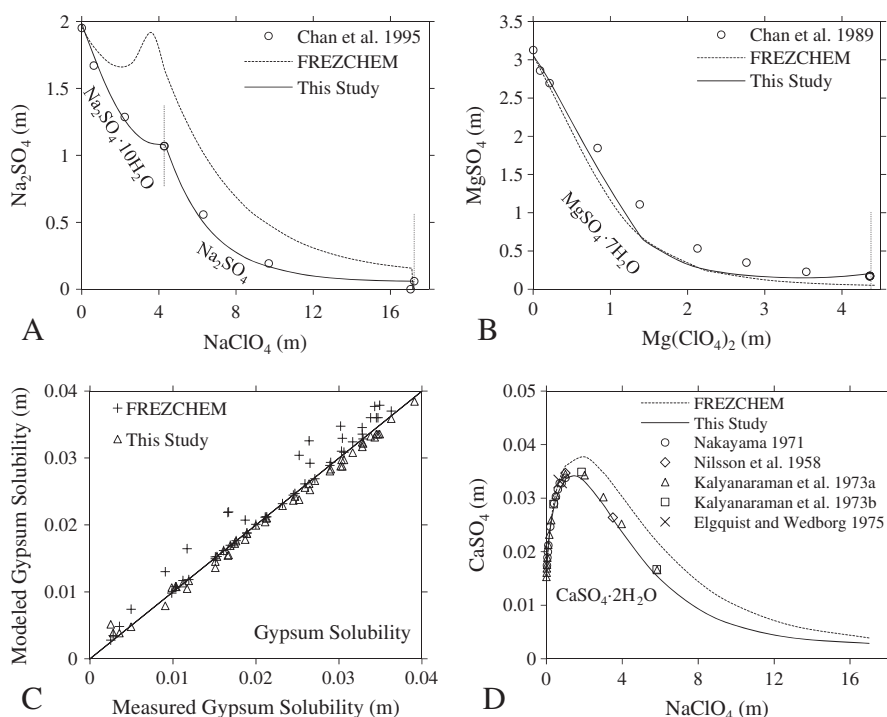 2
1.5
1
0.5
0
Na₂SO₄ (m)
Chan et al. 1995
FREZCHEM
This Study
Na₂SO₄·10H₂O
Na₂SO₄
0 4 8 12 16
NaClO₄ (m)
A
3.5
3
2.5
2
1.5
1
0.5
0
MgSO₄ (m)
Chan et al. 1989
FREZCHEM
This Study
MgSO₄·7H₂O
0 1 2 3 4
Mg(ClO₄)₂ (m)
B
0.04
0.03
0.02
0.01
0
Modeled Gypsum Solubility (m)
FREZCHEM
This Study
Gypsum Solubility
0 0.01 0.02 0.03 0.04
Measured Gypsum Solubility (m)
C
0.05
0.04
0.03
0.02
0.01
0
CaSO₄ (m)
FREZCHEM
This Study
Nakayama 1971
Nilsson et al. 1958
Kalyanaraman et al. 1973a
Kalyanaraman et al. 1973b
Elgquist and Wedborg 1975
CaSO₄·2H₂O
0 4 8 12 16
NaClO₄ (m)
D